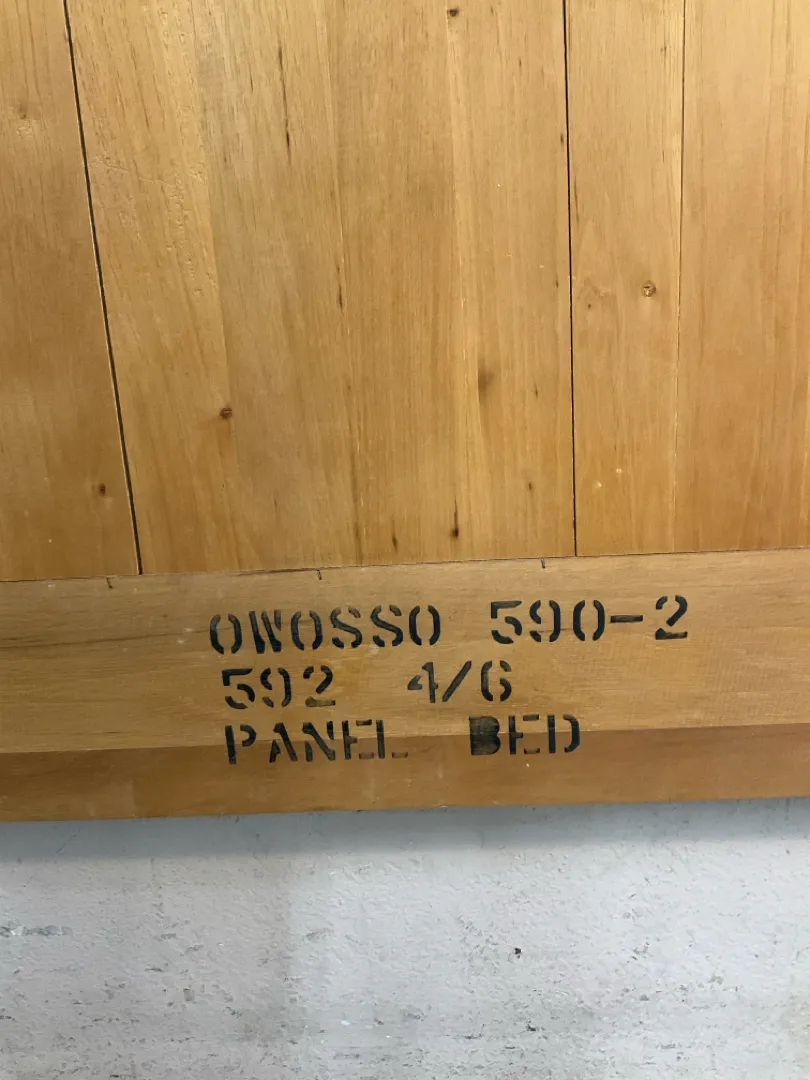 OWOSSO 590-2
592 4/6
PANEL BED